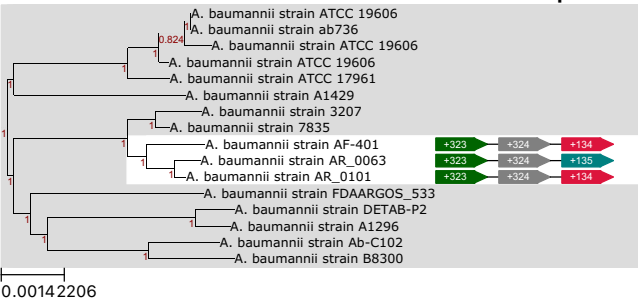 A. baumannii strain ATCC 19606
A. baumannii strain ab736
A. baumannii strain ATCC 19606
A. baumannii strain ATCC 19606
A. baumannii strain ATCC 17961
A. baumannii strain A1429
A. baumannii strain 3207
A. baumannii strain 7835
A. baumannii strain AF-401 +323 +324 +134
A. baumannii strain AR_0063 +323 +324 +135
A. baumannii strain AR_0101 +323 +324 +134
A. baumannii strain FDAARGOS_533
A. baumannii strain DETAB-P2
A. baumannii strain A1296
A. baumannii strain Ab-C102
A. baumannii strain B8300
1
0.824
1
1
1
1
1
1
1
1
1
1
1
1
0.00142206